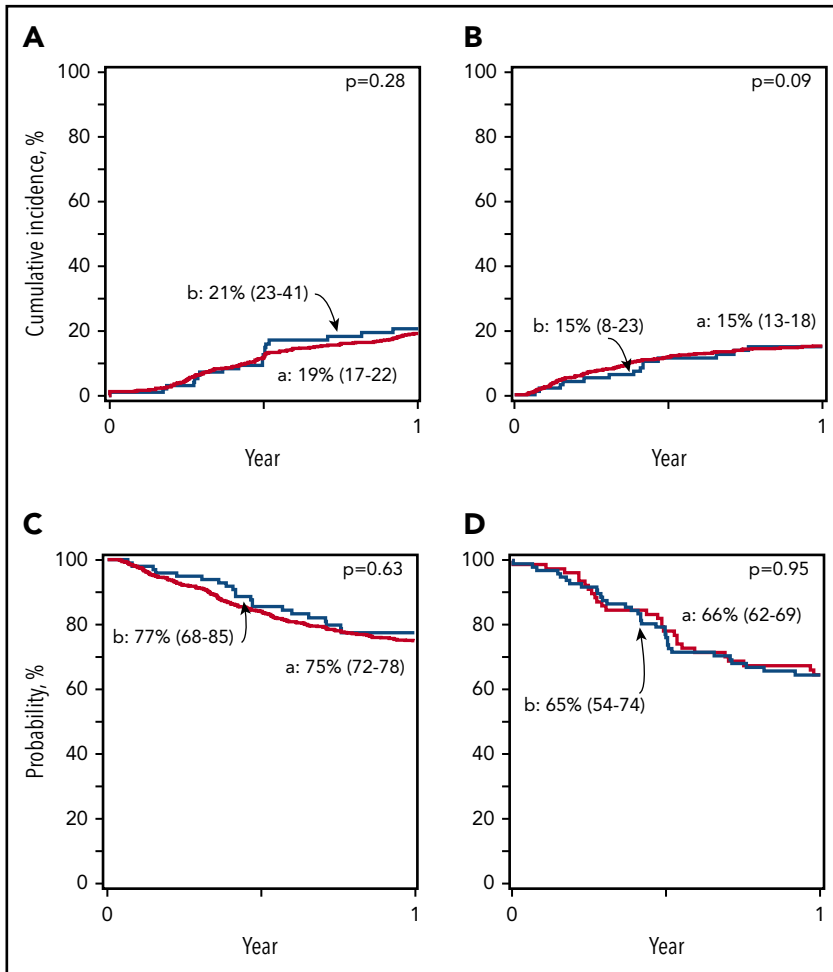 A
p=0.28
Cumulative incidence, %
100
80
60
40
20
0
b: 21% (23-41)
a: 19% (17-22)
0
1
Year
B
p=0.09
100
80
60
40
20
0
b: 15% (8-23)
a: 15% (13-18)
0
1
Year
C
p=0.63
Probability, %
100
80
60
40
20
0
b: 77% (68-85)
a: 75% (72-78)
0
1
Year
D
p=0.95
100
80
60
40
20
0
a: 66% (62-69)
b: 65% (54-74)
0
1
Year